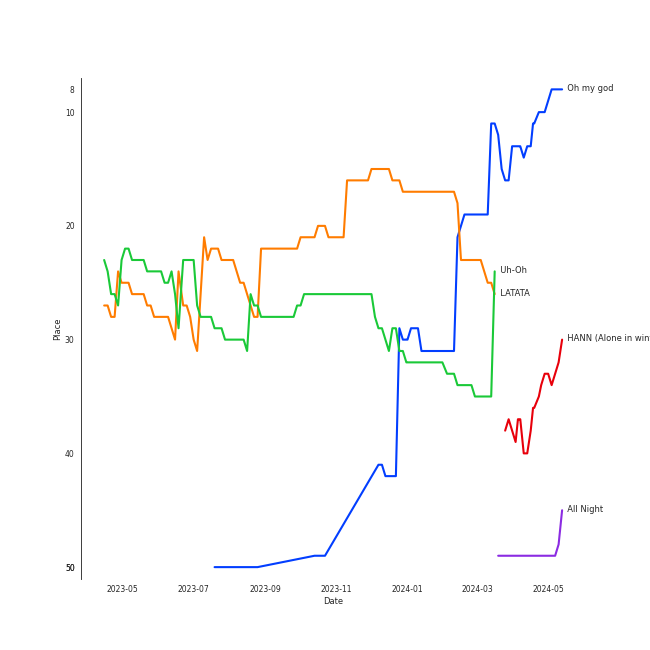 8
10
20
30
40
50
Place
2023-05
2023-07
2023-09
2023-11
2024-01
2024-03
2024-05
Date
Oh my god
Uh-Oh
LATATA
HANN (Alone in win
All Night